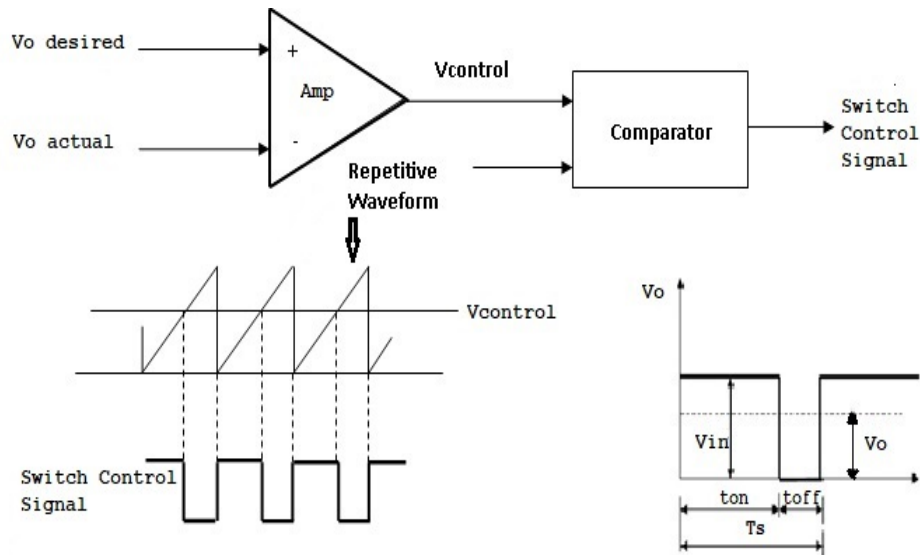 Vo desired
+
Amp
Vo actual
-
Vcontrol
Comparator
Switch
Control
Signal
Repetitive
Waveform
Vcontrol
Switch Control
Signal
Vo
Vin
Vo
ton
toff
Ts